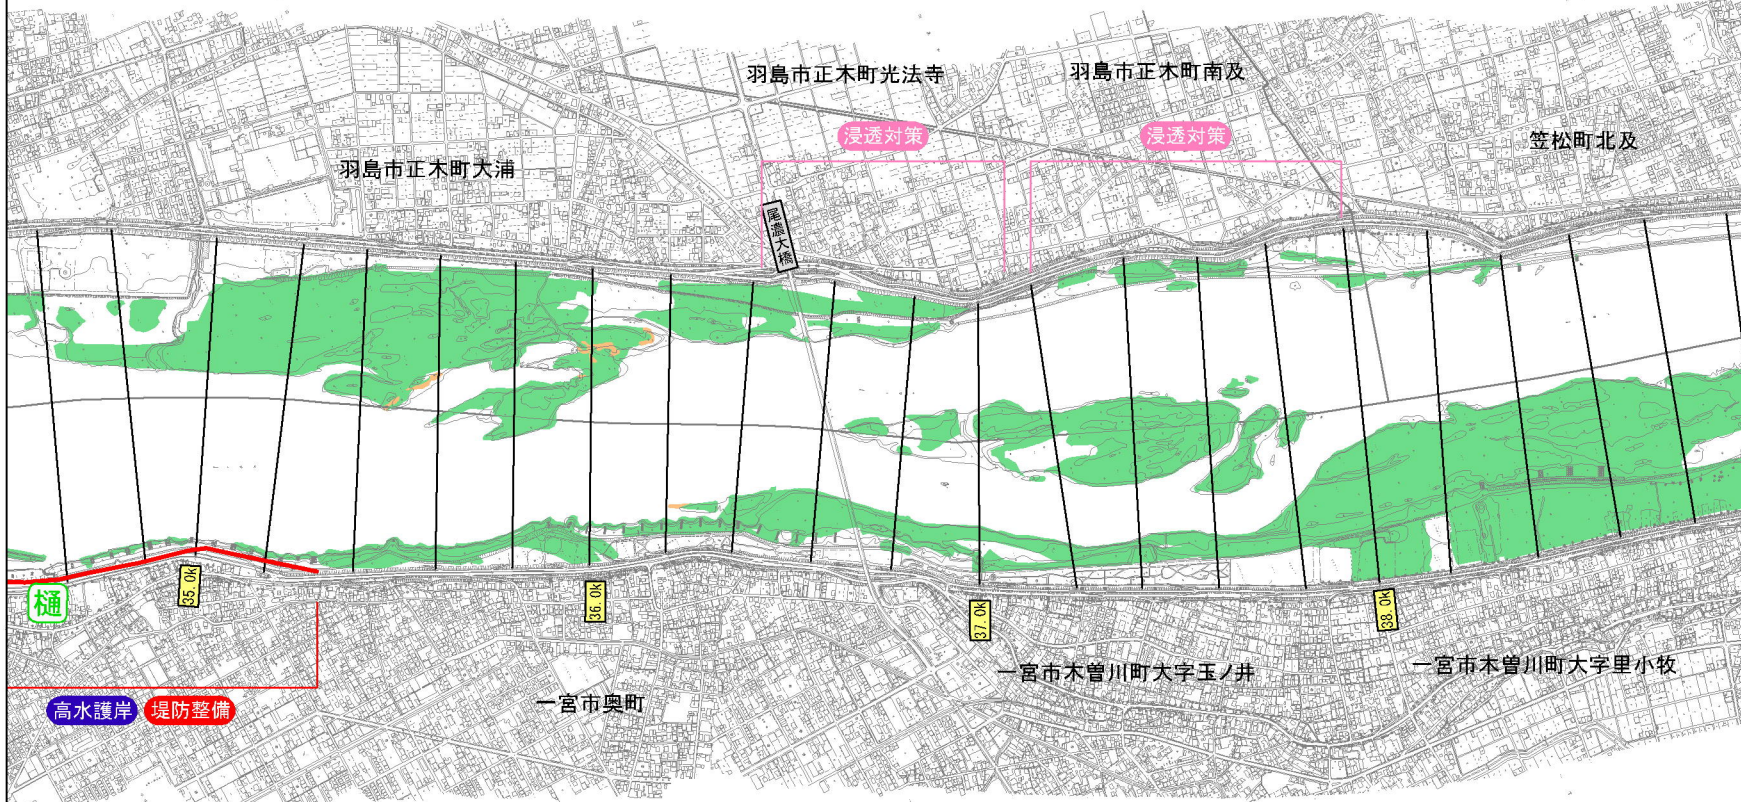 羽島市正木町光法寺
羽島市正木町南及
浸透対策
浸透対策
笠松町北及
羽島市正木町大浦
尾濃大橋
樋
35.0k
36.0k
37.0k
38.0k
一宮市木曽川町大字玉ノ井
一宮市木曽川町大字里小牧
一宮市奥町
高水護岸
堤防整備